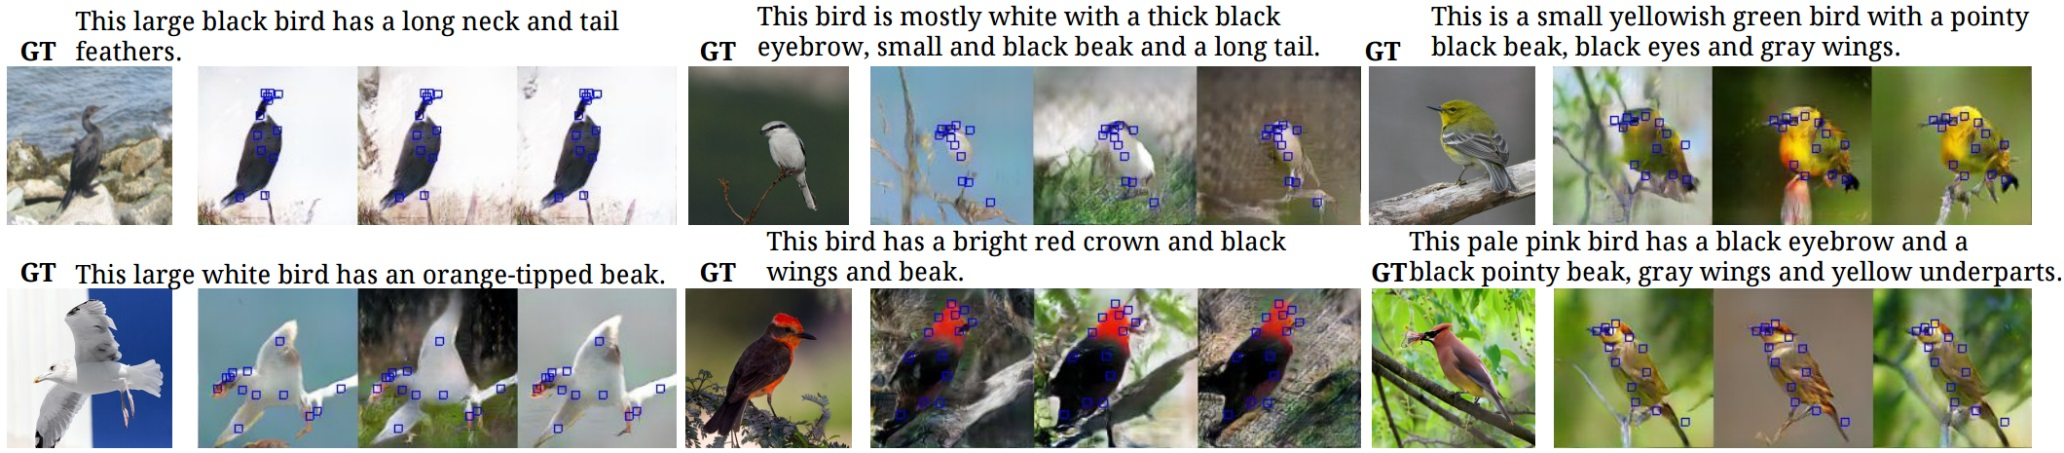 This large black bird has a long neck and tail
GT feathers.
This bird is mostly white with a thick black
GT eyebrow, small and black beak and a long tail.
This is a small yellowish green bird with a pointy
GT black beak, black eyes and gray wings.
GT This large white bird has an orange-tipped beak.
This bird has a bright red crown and black
GT wings and beak.
This pale pink bird has a black eyebrow and a
GT black pointy beak, gray wings and yellow underparts.